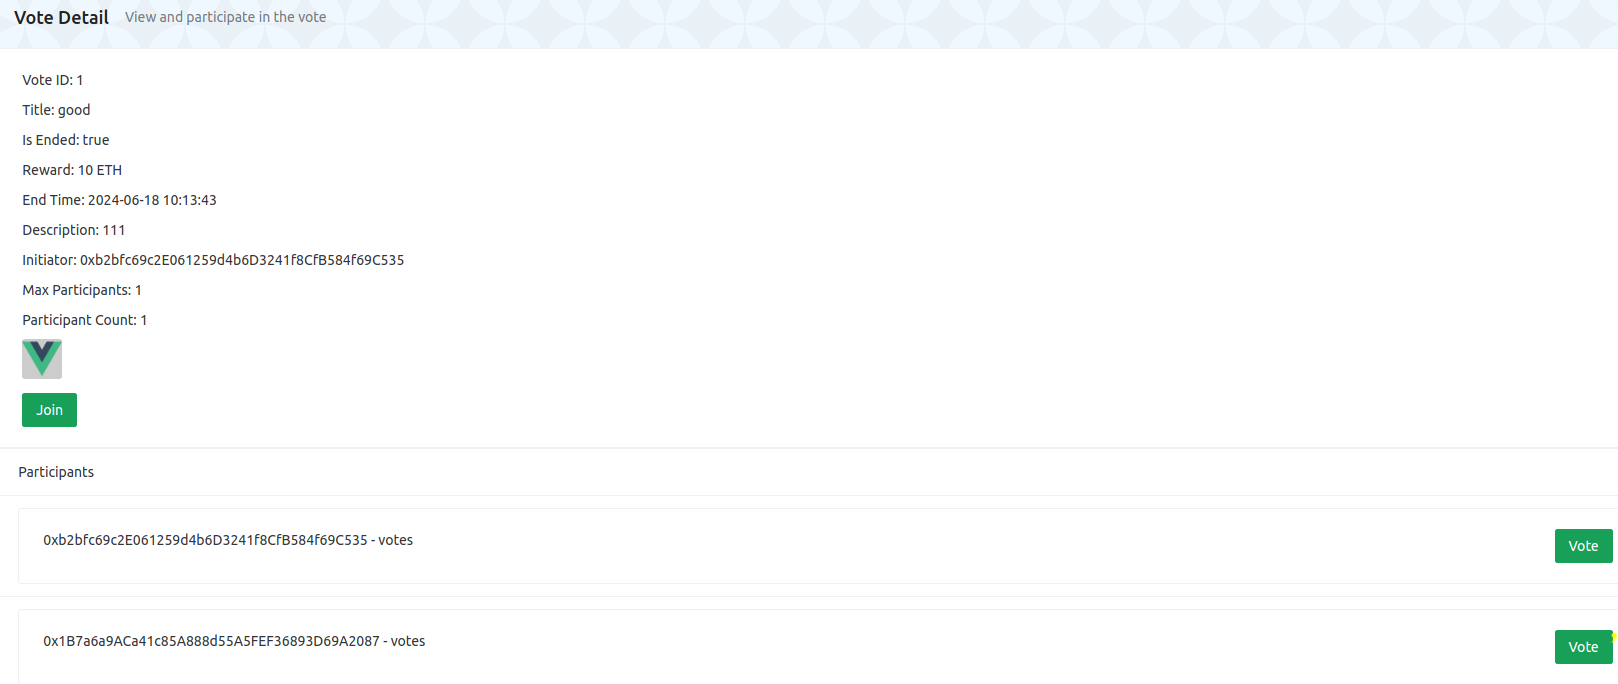 Vote Detail View and participate in the vote
Vote ID: 1
Title: good
Is Ended: true
Reward: 10 ETH
End Time: 2024-06-18 10:13:43
Description: 111
Initiator: 0xb2bfc69c2E061259d4b6D3241f8CfB584f69C535
Max Participants: 1
Participant Count: 1
Join
Participants
0xb2bfc69c2E061259d4b6D3241f8CfB584f69C535 - votes
Vote
0x1B7a6a9ACa41c85A888d55A5FEF36893D69A2087 - votes
Vote